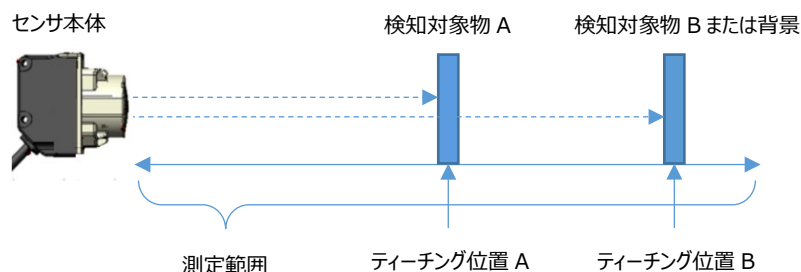 センサ本体
検知対象物 A
検知対象物 B または背景
測定範囲
ティーチング位置 A
ティーチング位置 B